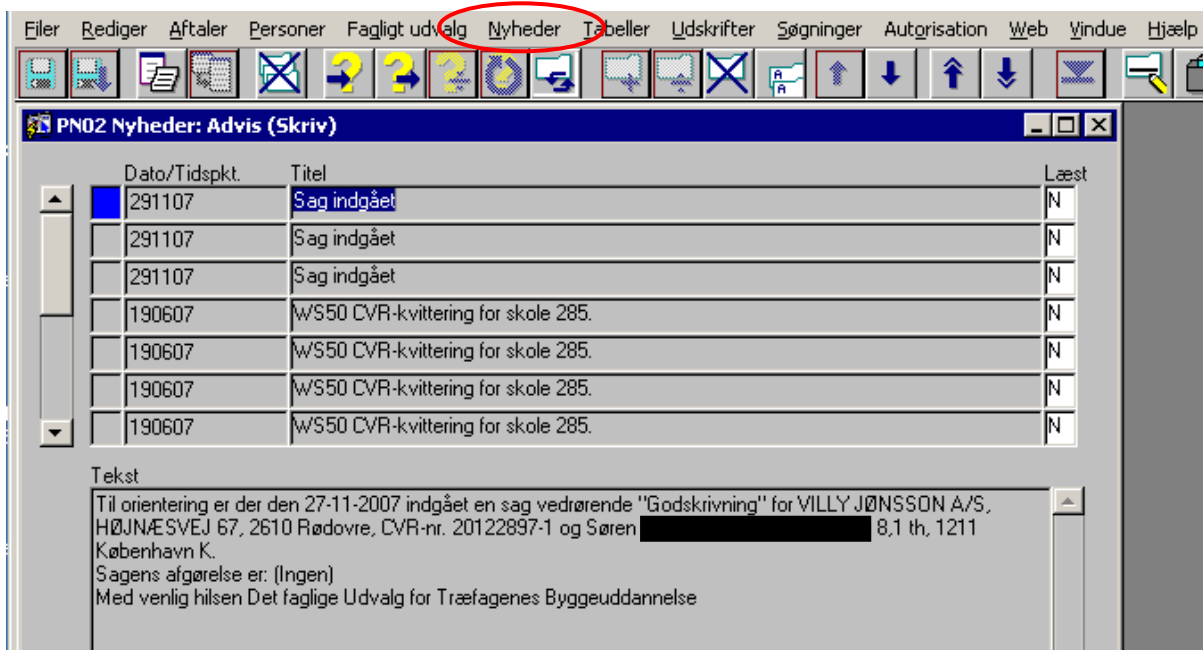 Filer Rediger Aftaler Personer Fagligt udvalg Nyheder Tabeller Udskrifter Søgninger Autorisation Web Vindue Hjælp
A
A
PN02 Nyheder: Advis (Skriv)
Dato/Tidspkt. Titel Læst
291107 Sag indgået N
291107 Sag indgået N
291107 Sag indgået N
190607 WS50 CVR-kvittering for skole 285. N
190607 WS50 CVR-kvittering for skole 285. N
190607 WS50 CVR-kvittering for skole 285. N
190607 WS50 CVR-kvittering for skole 285. N
Tekst
Til orientering er der den 27-11-2007 indgået en sag vedrørende "Godskrivning" for VILLY JØNSSON A/S,
HØJNÆSVEJ 67, 2610 Rødovre, CVR-nr. 20122897-1 og Søren 8,1 th, 1211
København K.
Sagens afgørelse er: (Ingen)
Med venlig hilsen Det faglige Udvalg for Træfagenes Byggeuddannelse